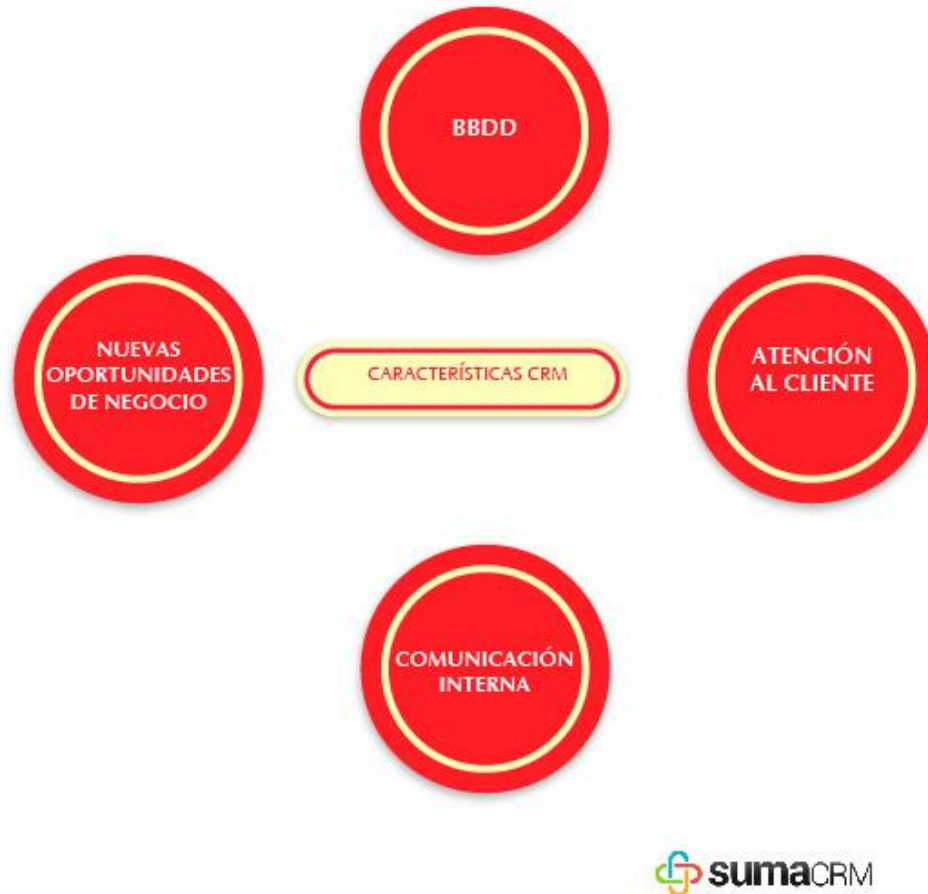 BBDD
NUEVAS
OPORTUNIDADES
DE NEGOCIO
CARACTERÍSTICAS CRM
ATENCIÓN
AL CLIENTE
COMUNICACIÓN
INTERNA
sumaCRM